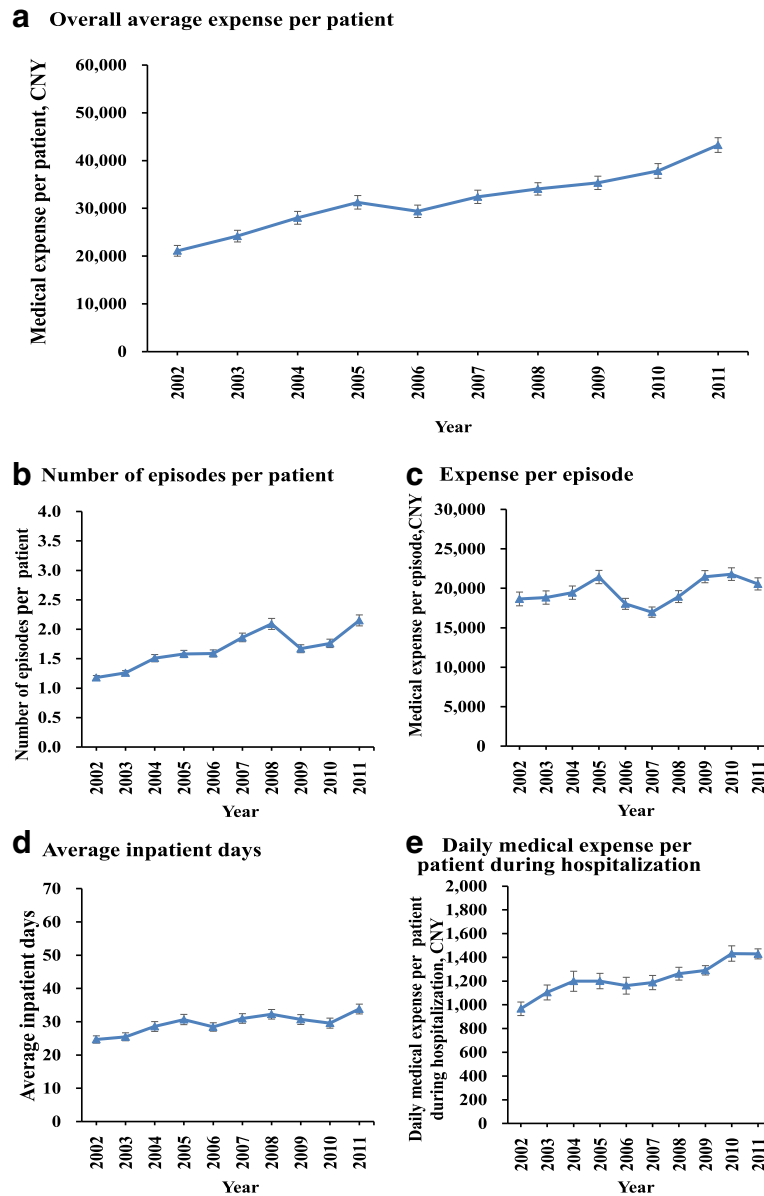 a Overall average expense per patient
Medical expense per patient, CNY
60,000
50,000
40,000
30,000
20,000
10,000
0
2002 2003 2004 2005 2006 2007 2008 2009 2010 2011
Year
b Number of episodes per patient
Number of episodes per patient
4.0
3.5
3.0
2.5
2.0
1.5
1.0
0.5
0.0
2002 2003 2004 2005 2006 2007 2008 2009 2010 2011
Year
c Expense per episode
Medical expense per episode,CNY
30,000
25,000
20,000
15,000
10,000
5,000
0
2002 2003 2004 2005 2006 2007 2008 2009 2010 2011
Year
d Average inpatient days
Average inpatient days
70
60
50
40
30
20
10
0
2002 2003 2004 2005 2006 2007 2008 2009 2010 2011
Year
e Daily medical expense per
patient during hospitalization
Daily medical expense per patient
during hospitalization, CNY
2,000
1,800
1,600
1,400
1,200
1,000
800
600
400
200
0
2002 2003 2004 2005 2006 2007 2008 2009 2010 2011
Year